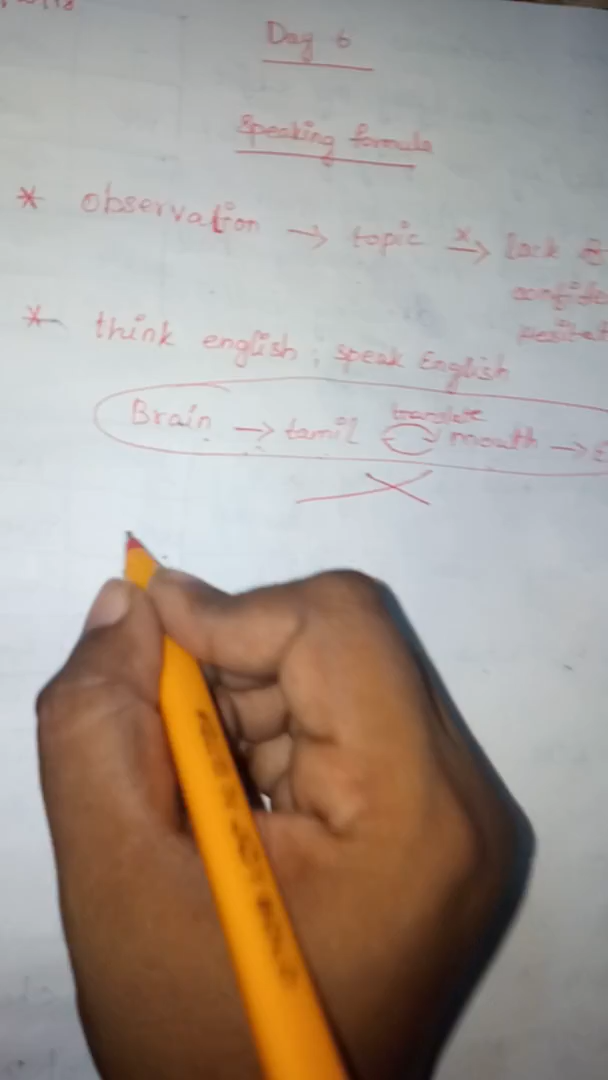 Day 6
Speaking formula
* observation → topic x→ lack
* think english ; speak English
translate
Brain → tamil mouth → E